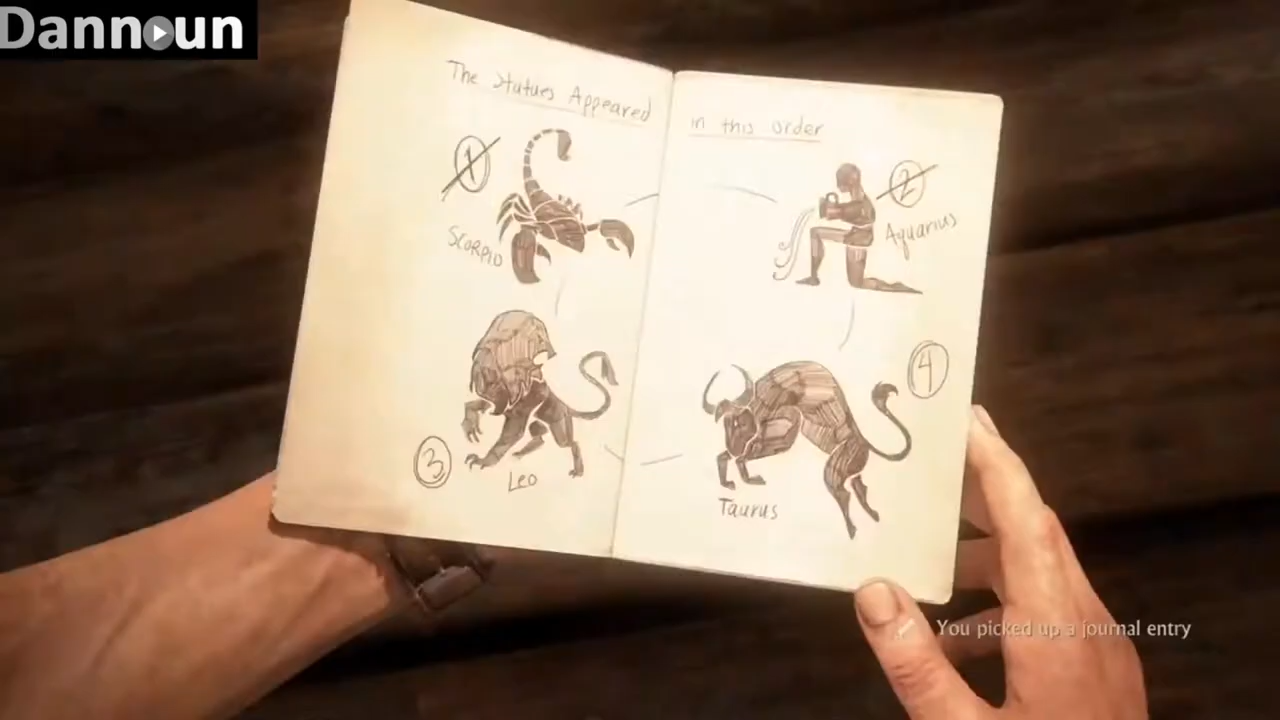 Dannoun
The Statues Appeared
in this order
1
2
Scorpio
Aquarius
3
Leo
4
Taurus
You picked up a journal entry